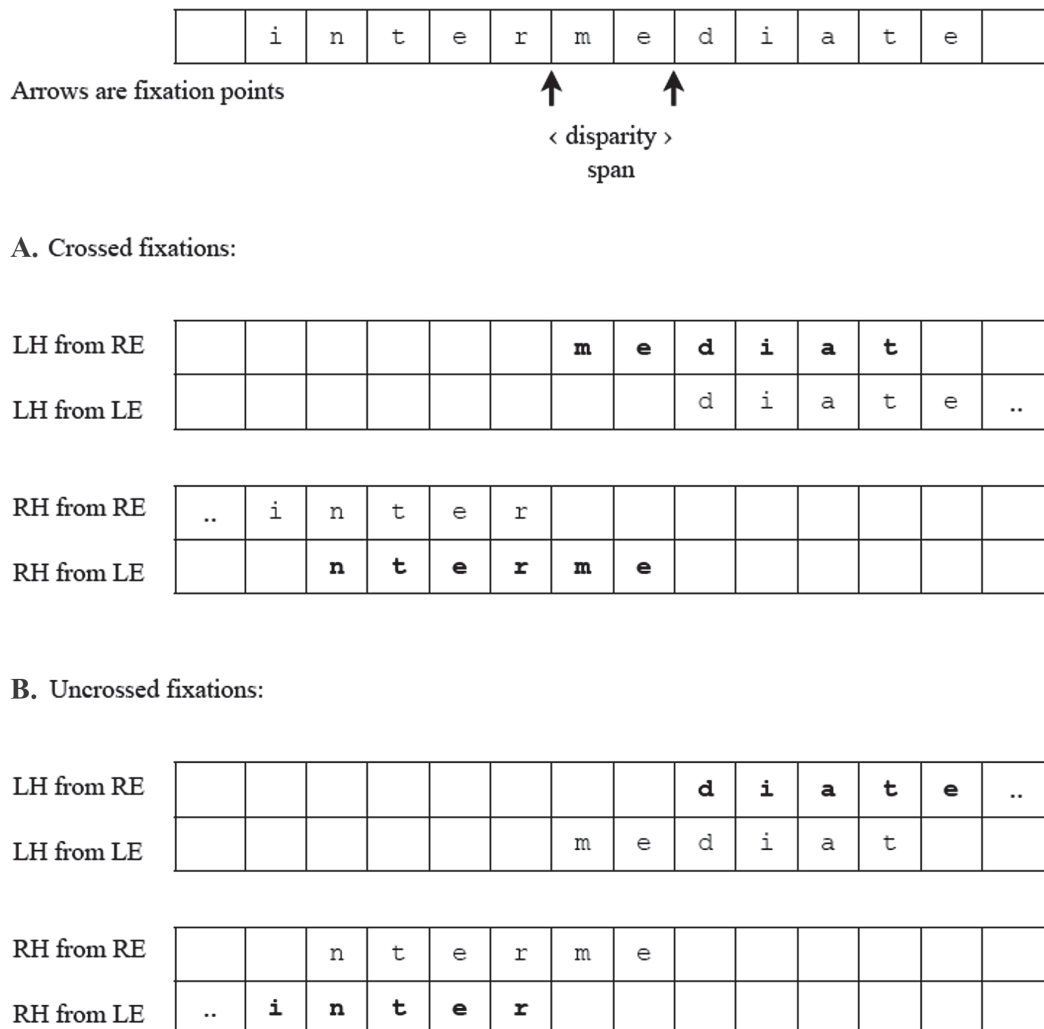 i n t e r m e d i a t e
Arrows are fixation points
‹ disparity ›
span
A. Crossed fixations:
LH from RE m e d i a t
LH from LE d i a t e ..
RH from RE .. i n t e r
RH from LE n t e r m e
B. Uncrossed fixations:
LH from RE d i a t e ..
LH from LE m e d i a t
RH from RE n t e r m e
RH from LE .. i n t e r